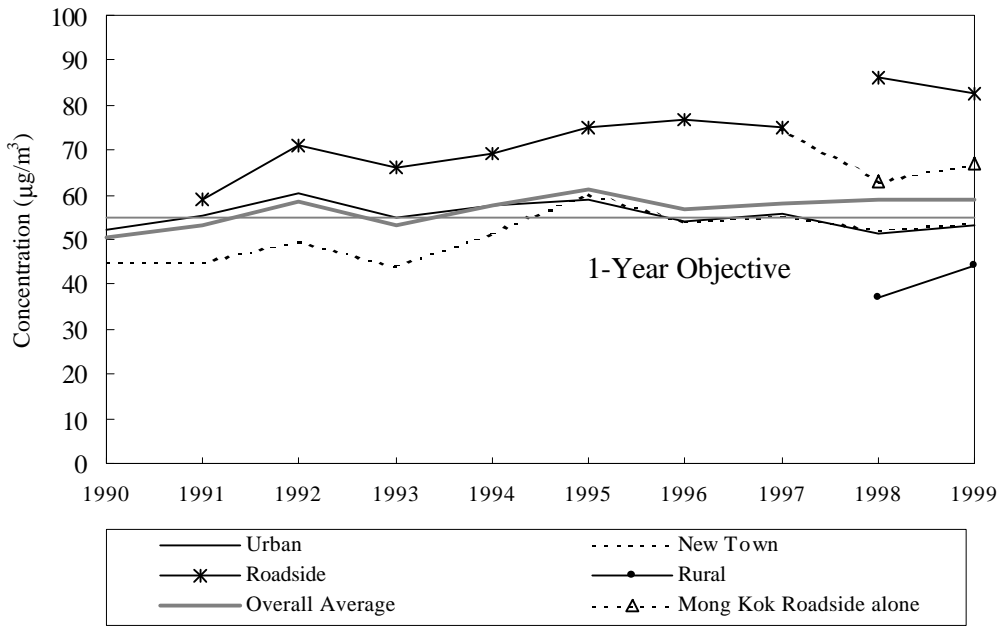 100
90
80
70
60
50
40
30
20
10
0
Concentration (µg/m³)
1-Year Objective
1990 1991 1992 1993 1994 1995 1996 1997 1998 1999
Urban New Town
Roadside Rural
Overall Average Mong Kok Roadside alone